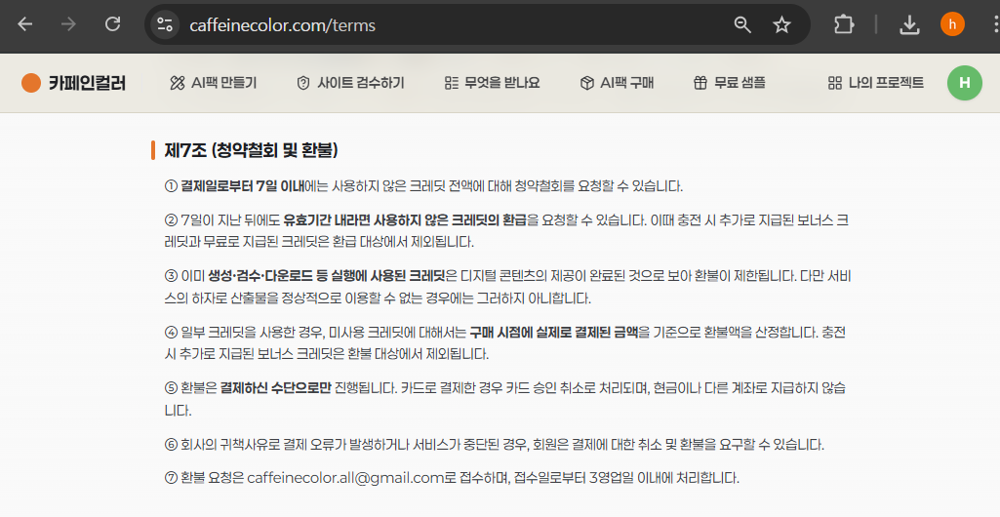 caffeinecolor.com/terms
h
카페인컬러
AI팩 만들기
사이트 검수하기
무엇을 받나요
AI팩 구매
무료 샘플
나의 프로젝트
H
제7조 (청약철회 및 환불)
① 결제일로부터 7일 이내에는 사용하지 않은 크레딧 전액에 대해 청약철회를 요청할 수 있습니다.
② 7일이 지난 뒤에도 유효기간 내라면 사용하지 않은 크레딧의 환급을 요청할 수 있습니다. 이때 충전 시 추가로 지급된 보너스 크
레딧과 무료로 지급된 크레딧은 환급 대상에서 제외됩니다.
③ 이미 생성·검수·다운로드 등 실행에 사용된 크레딧은 디지털 콘텐츠의 제공이 완료된 것으로 보아 환불이 제한됩니다. 다만 서비
스의 하자로 산출물을 정상적으로 이용할 수 없는 경우에는 그러하지 아니합니다.
④ 일부 크레딧을 사용한 경우, 미사용 크레딧에 대해서는 구매 시점에 실제로 결제된 금액을 기준으로 환불액을 산정합니다. 충전
시 추가로 지급된 보너스 크레딧은 환불 대상에서 제외됩니다.
⑤ 환불은 결제하신 수단으로만 진행됩니다. 카드로 결제한 경우 카드 승인 취소로 처리되며, 현금이나 다른 계좌로 지급하지 않습
니다.
⑥ 회사의 귀책사유로 결제 오류가 발생하거나 서비스가 중단된 경우, 회원은 결제에 대한 취소 및 환불을 요구할 수 있습니다.
⑦ 환불 요청은 caffeinecolor.all@gmail.com로 접수하며, 접수일로부터 3영업일 이내에 처리합니다.